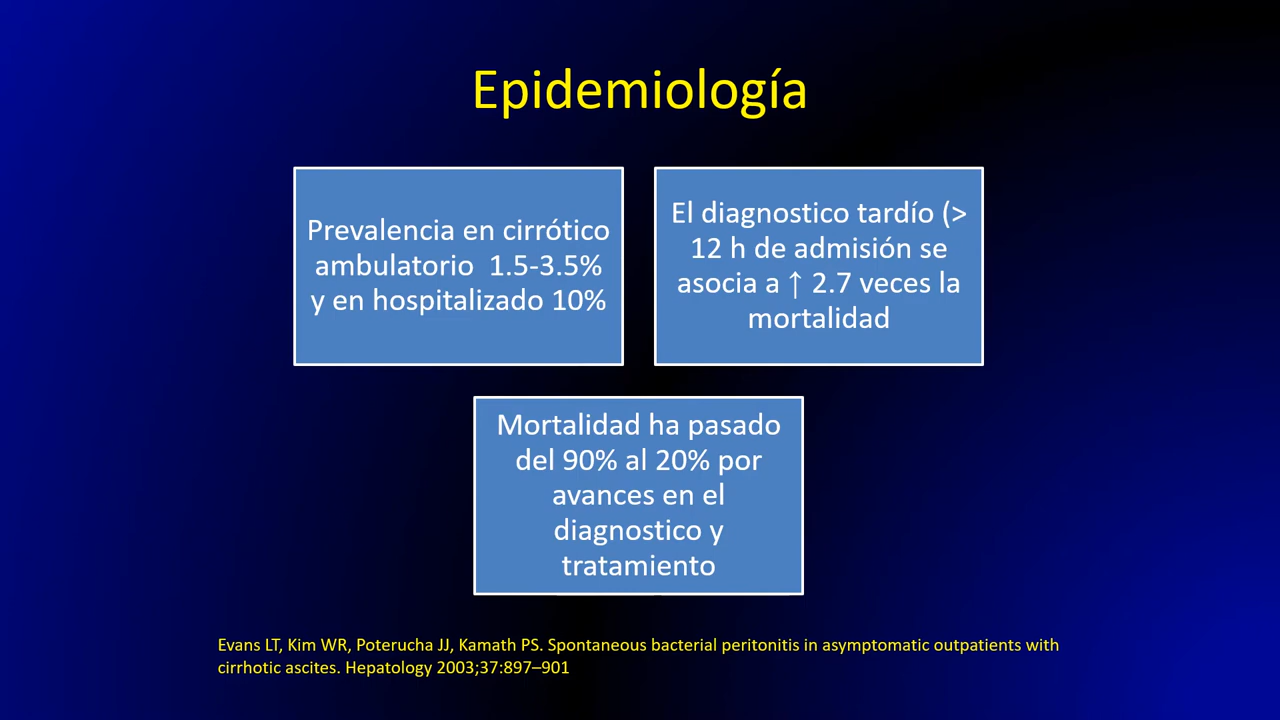 Epidemiología
Prevalencia en cirrótico
ambulatorio 1.5-3.5%
y en hospitalizado 10%
El diagnostico tardío (>
12 h de admisión se
asocia a ↑ 2.7 veces la
mortalidad
Mortalidad ha pasado
del 90% al 20% por
avances en el
diagnostico y
tratamiento
Evans LT, Kim WR, Poterucha JJ, Kamath PS. Spontaneous bacterial peritonitis in asymptomatic outpatients with
cirrhotic ascites. Hepatology 2003;37:897–901